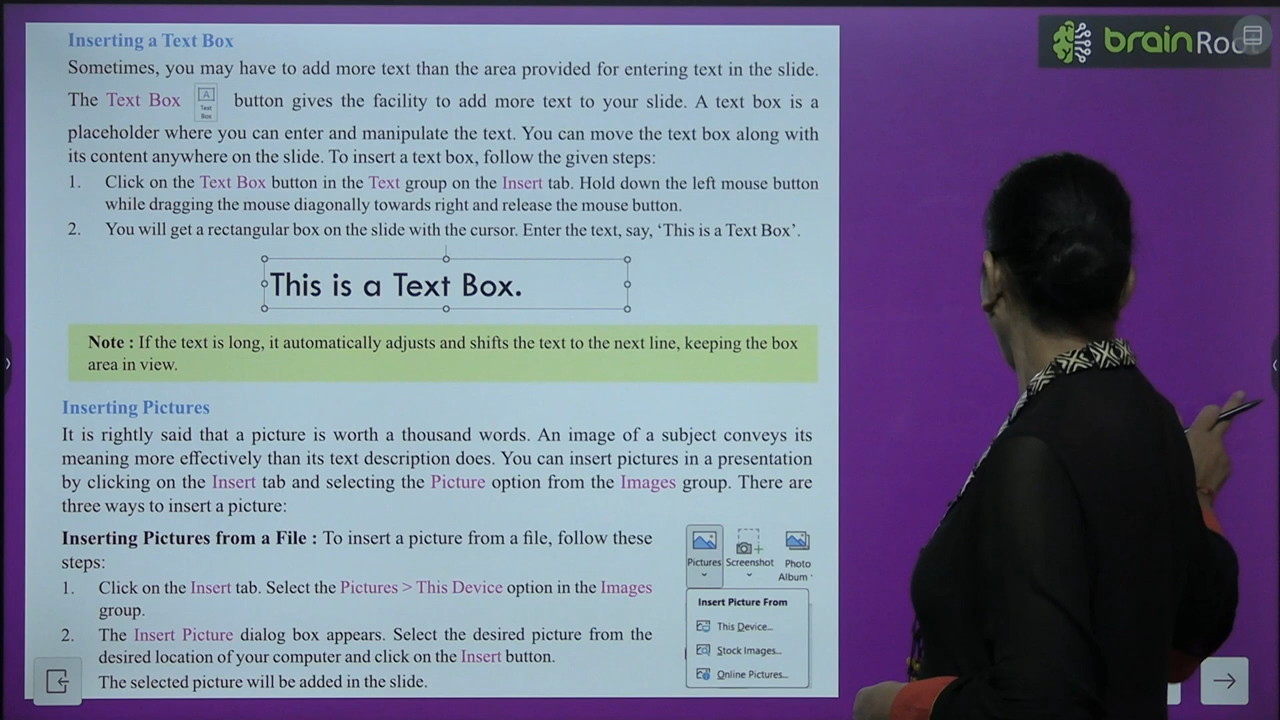 Inserting a Text Box
Sometimes, you may have to add more text than the area provided for entering text in the slide.
The Text Box A Text Box button gives the facility to add more text to your slide. A text box is a
placeholder where you can enter and manipulate the text. You can move the text box along with
its content anywhere on the slide. To insert a text box, follow the given steps:
1. Click on the Text Box button in the Text group on the Insert tab. Hold down the left mouse button
while dragging the mouse diagonally towards right and release the mouse button.
2. You will get a rectangular box on the slide with the cursor. Enter the text, say, ‘This is a Text Box’.
This is a Text Box.
Note : If the text is long, it automatically adjusts and shifts the text to the next line, keeping the box
area in view.
Inserting Pictures
It is rightly said that a picture is worth a thousand words. An image of a subject conveys its
meaning more effectively than its text description does. You can insert pictures in a presentation
by clicking on the Insert tab and selecting the Picture option from the Images group. There are
three ways to insert a picture:
Inserting Pictures from a File : To insert a picture from a file, follow these
steps:
1. Click on the Insert tab. Select the Pictures > This Device option in the Images
group.
2. The Insert Picture dialog box appears. Select the desired picture from the
desired location of your computer and click on the Insert button.
The selected picture will be added in the slide.
Pictures
Screenshot
Photo
Album
Insert Picture From
This Device...
Stock Images...
Online Pictures...
brain